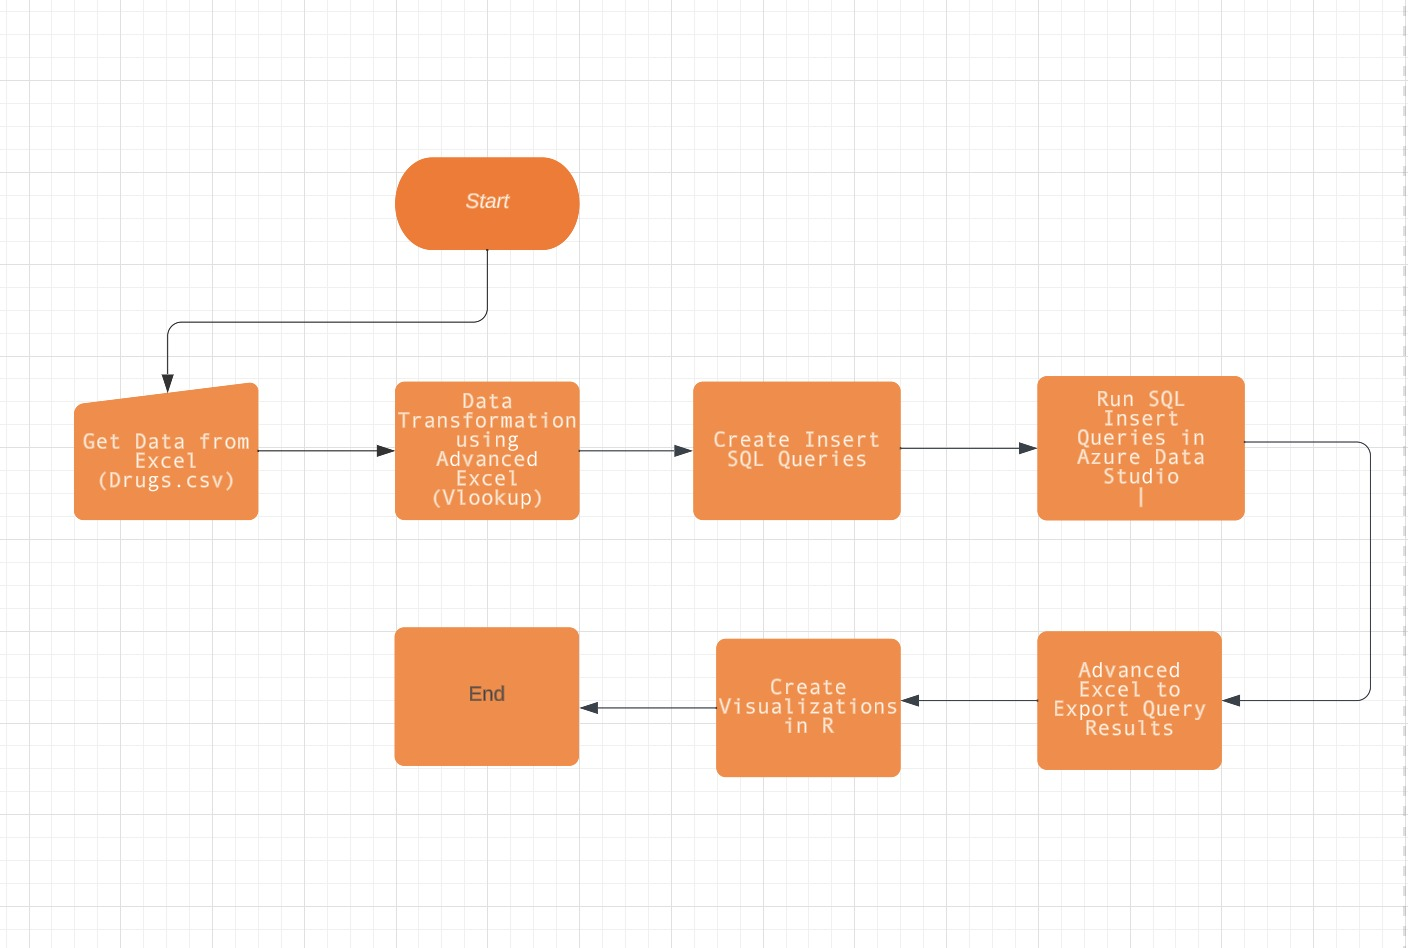 Start
Get Data from
Excel
(Drugs.csv)
Data
Transformation
using
Advanced
Excel
(Vlookup)
Create Insert
SQL Queries
Run SQL
Insert
Queries in
Azure Data
Studio
|
Advanced
Excel to
Export Query
Results
Create
Visualizations
in R
End